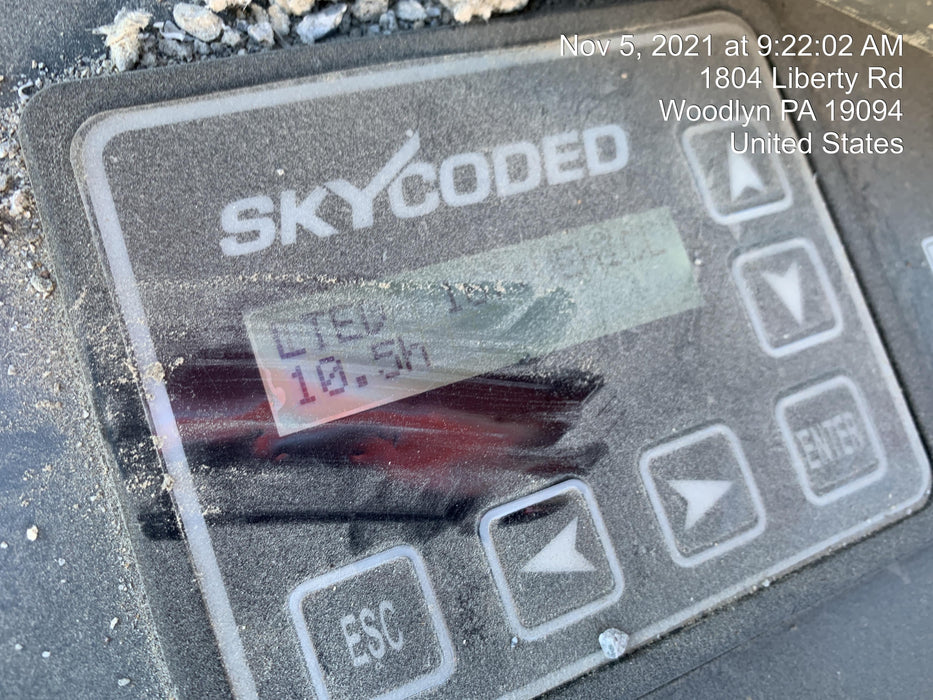 Nov 5, 2021 at 9:22:02 AM
1804 Liberty Rd
Woodlyn PA 19094
United States
SKYCODED
10.5h
ENTER
ESC